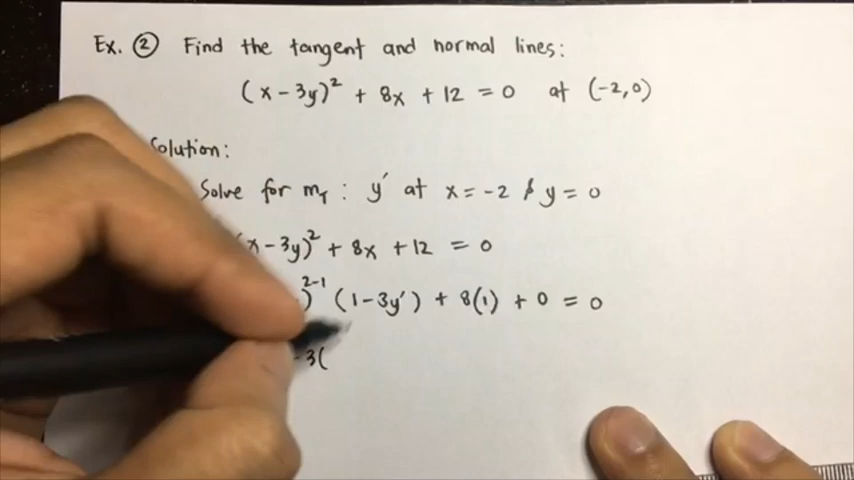 Ex. ② Find the tangent and normal lines:
(x - 3y)² + 8x + 12 = 0 at (-2,0)
Solution:
Solve for m_T : y' at x = -2 & y = 0
(x - 3y)² + 8x + 12 = 0
)²⁻¹ (1 - 3y') + 8(1) + 0 = 0
- 3(